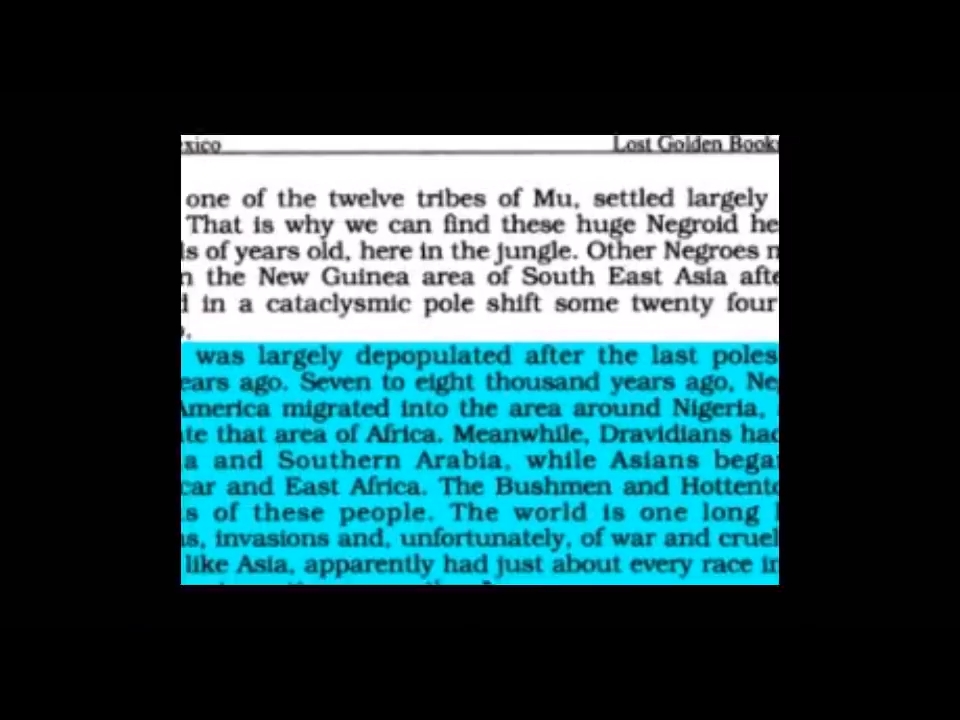 xico Lost Golden Books
one of the twelve tribes of Mu, settled largely
That is why we can find these huge Negroid he
s of years old, here in the jungle. Other Negroes
the New Guinea area of South East Asia afte
in a cataclysmic pole shift some twenty four
was largely depopulated after the last poles
ears ago. Seven to eight thousand years ago, Ne
America migrated into the area around Nigeria,
te that area of Africa. Meanwhile, Dravidians had
a and Southern Arabia, while Asians bega
car and East Africa. The Bushmen and Hottento
s of these people. The world is one long
s, invasions and, unfortunately, of war and cruel
like Asia, apparently had just about every race in